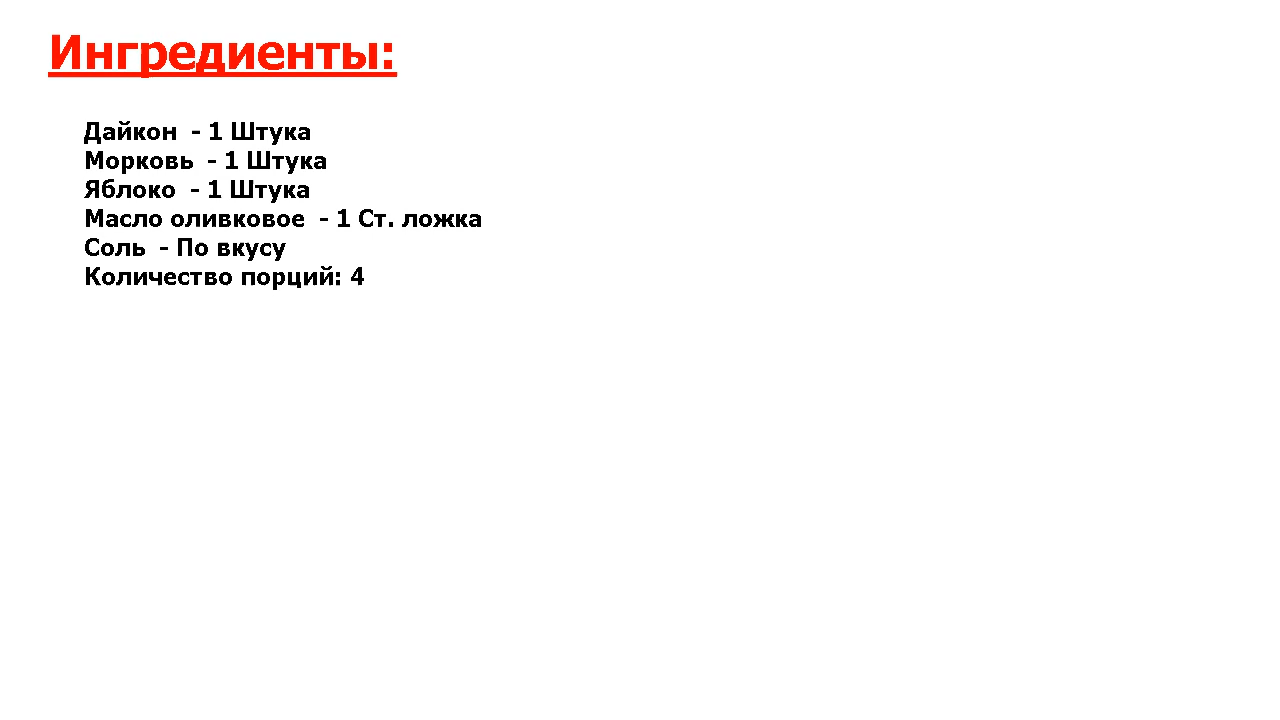 Ингредиенты:
Дайкон  - 1 Штука
Морковь  - 1 Штука
Яблоко  - 1 Штука
Масло оливковое  - 1 Ст. ложка
Соль  - По вкусу
Количество порций: 4